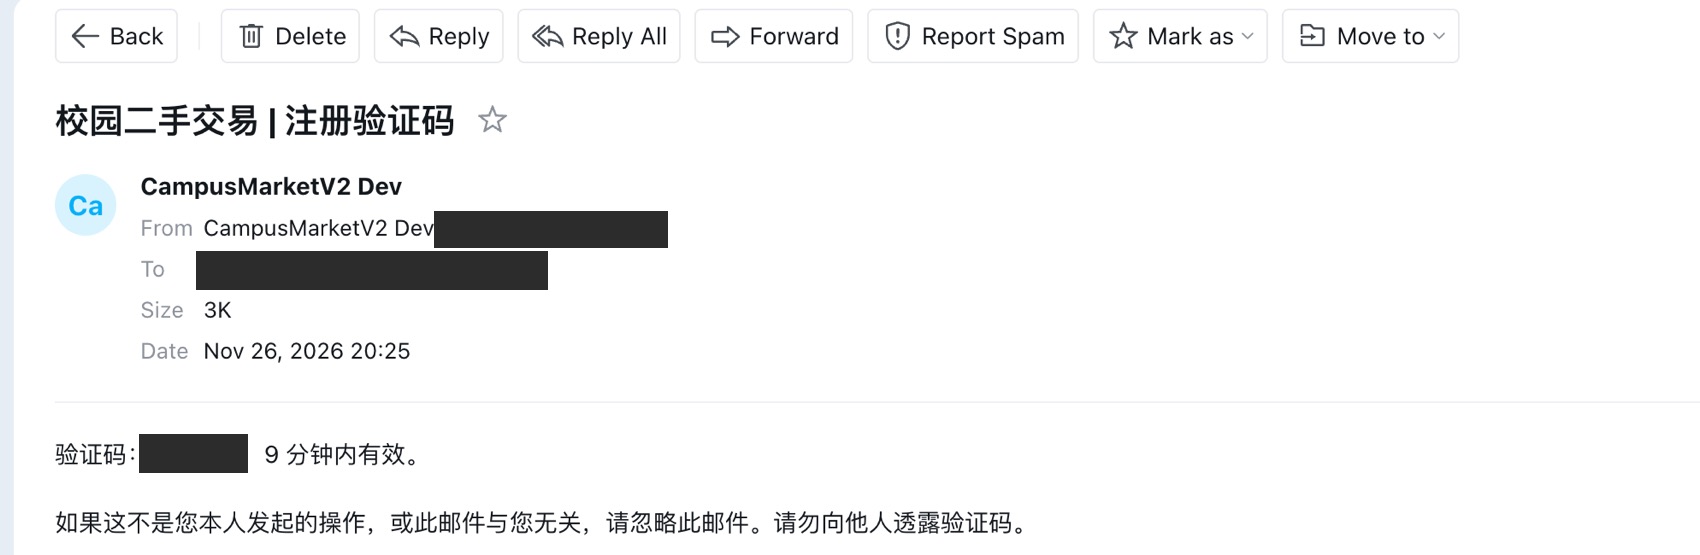 Back Delete Reply Reply All Forward Report Spam Mark as Move to
校园二手交易 | 注册验证码
Ca
CampusMarketV2 Dev
From CampusMarketV2 Dev
To
Size 3K
Date Nov 26, 2026 20:25
验证码: 9 分钟内有效。
如果这不是您本人发起的操作，或此邮件与您无关，请忽略此邮件。请勿向他人透露验证码。